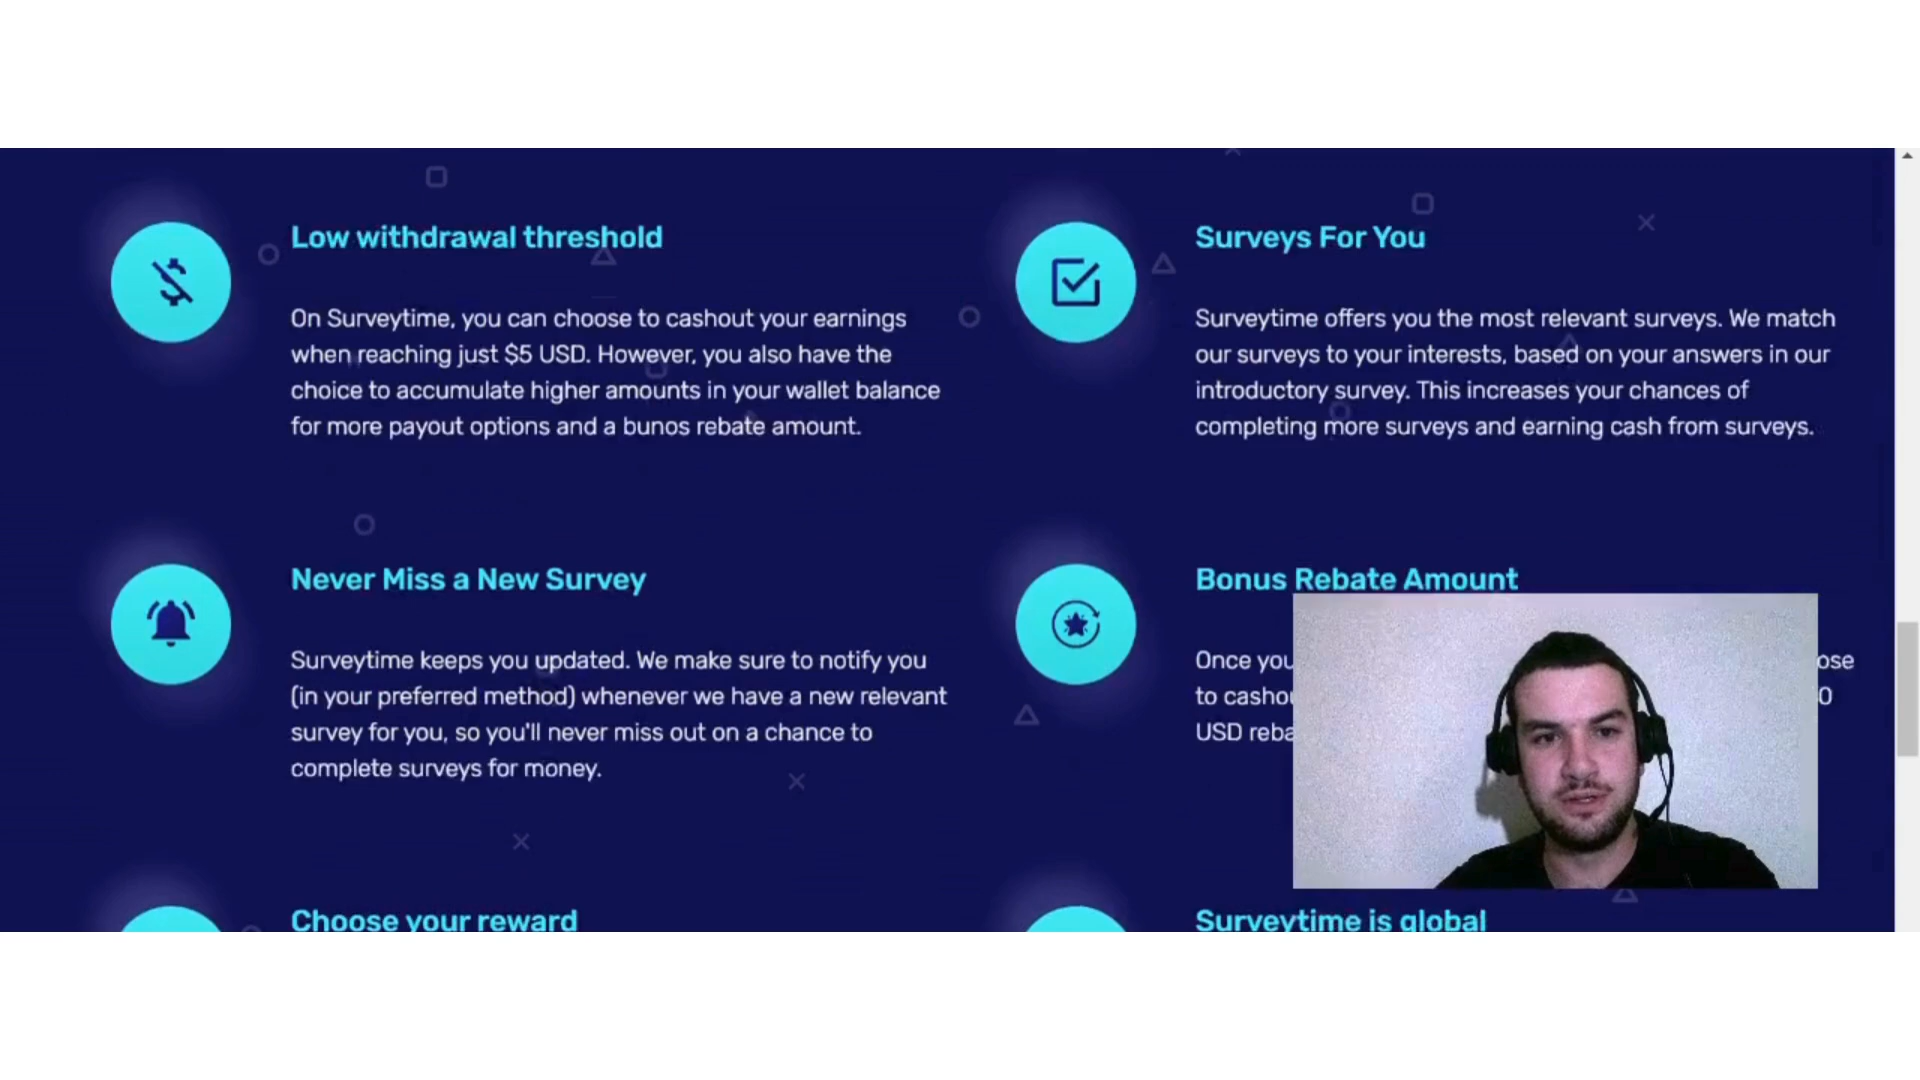 Low withdrawal threshold
On Surveytime, you can choose to cashout your earnings
when reaching just $5 USD. However, you also have the
choice to accumulate higher amounts in your wallet balance
for more payout options and a bunos rebate amount.
Surveys For You
Surveytime offers you the most relevant surveys. We match
our surveys to your interests, based on your answers in our
introductory survey. This increases your chances of
completing more surveys and earning cash from surveys.
Never Miss a New Survey
Surveytime keeps you updated. We make sure to notify you
(in your preferred method) whenever we have a new relevant
survey for you, so you'll never miss out on a chance to
complete surveys for money.
Bonus Rebate Amount
Once you
to
USD
Choose your reward
Surveytime is global